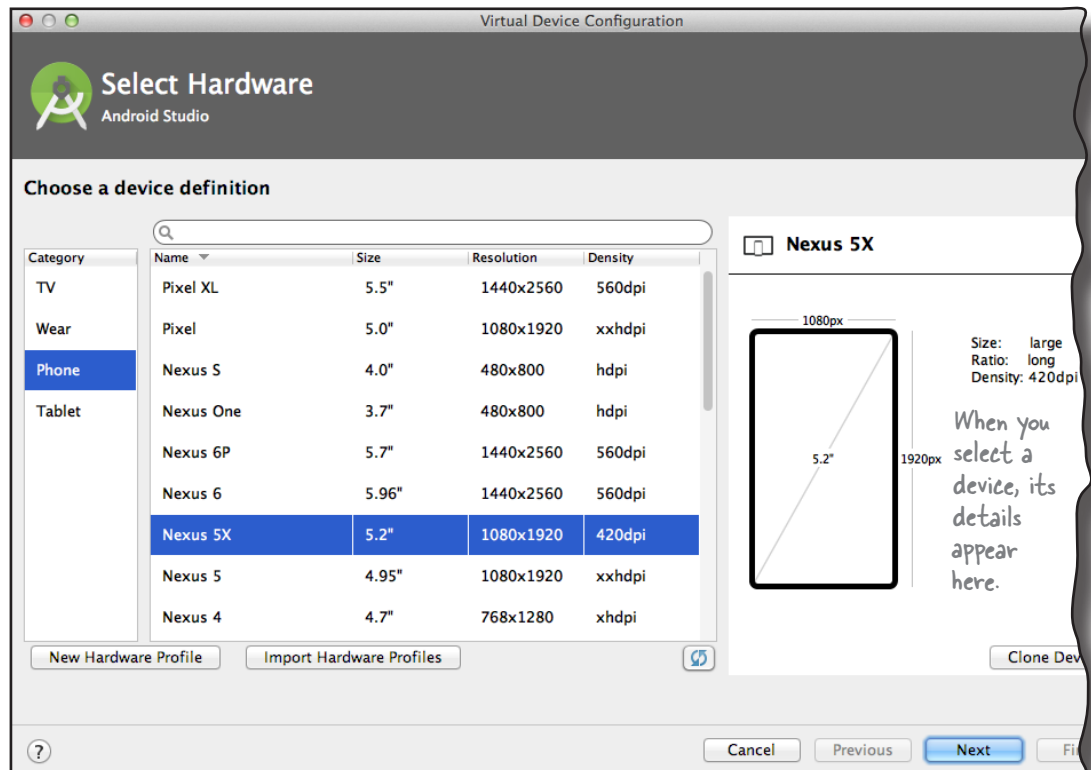 Virtual Device Configuration
Select Hardware
Android Studio
Choose a device definition
Category
TV
Wear
Phone
Tablet
Name Size Resolution Density
Pixel XL 5.5" 1440x2560 560dpi
Pixel 5.0" 1080x1920 xxhdpi
Nexus S 4.0" 480x800 hdpi
Nexus One 3.7" 480x800 hdpi
Nexus 6P 5.7" 1440x2560 560dpi
Nexus 6 5.96" 1440x2560 560dpi
Nexus 5X 5.2" 1080x1920 420dpi
Nexus 5 4.95" 1080x1920 xxhdpi
Nexus 4 4.7" 768x1280 xhdpi
New Hardware Profile
Import Hardware Profiles
Nexus 5X
1080px
5.2"
1920px
Size: large
Ratio: long
Density: 420dpi
When you
select a
device, its
details
appear
here.
Clone Dev
?
Cancel
Previous
Next